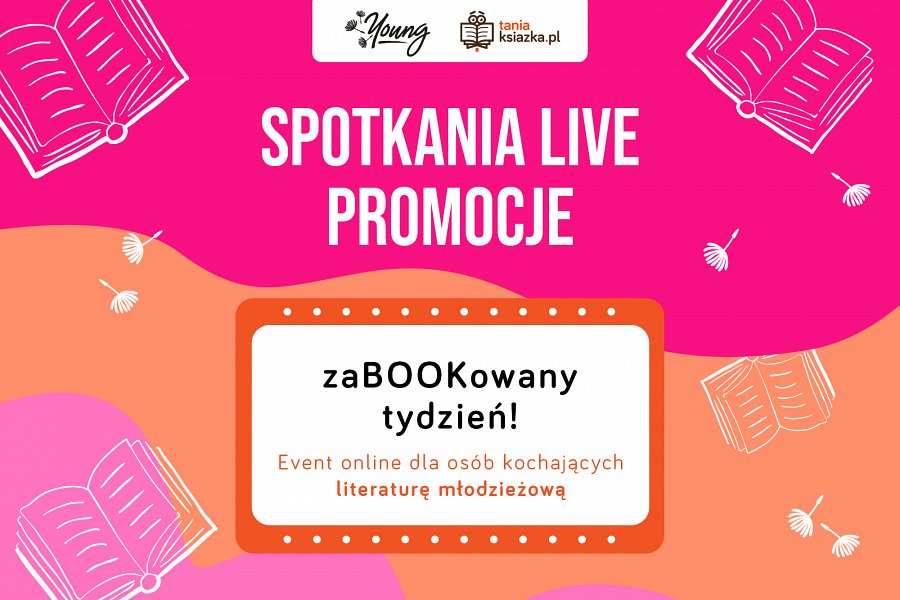 Young
tania
ksiazka.pl
SPOTKANIA LIVE
PROMOCJE
zaBOOKowany
tydzień!
Event online dla osób kochających
literaturę młodzieżową